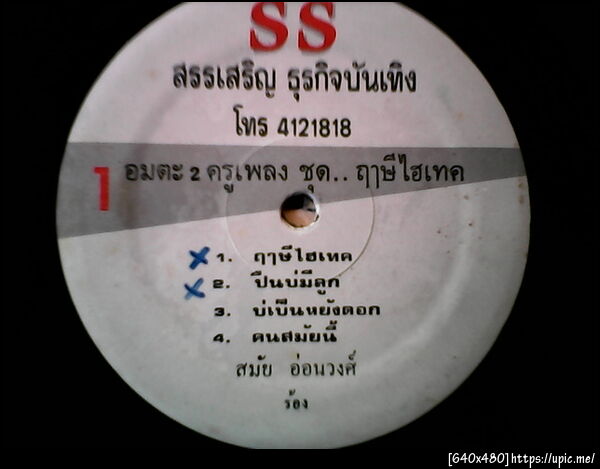 SS
สรรเสริญ ธุรกิจบันเทิง
โทร 4121818
1
อมตะ 2 ครูเพลง ชุด.. ฤๅษีไฮเทค
x 1. ฤๅษีไฮเทค
x 2. ปืนบ่มีลูก
3. บ่เป็นหยังดอก
4. คนสมัยนี้
สมัย อ่อนวงศ์
ร้อง
[640x480]https://upic.me/